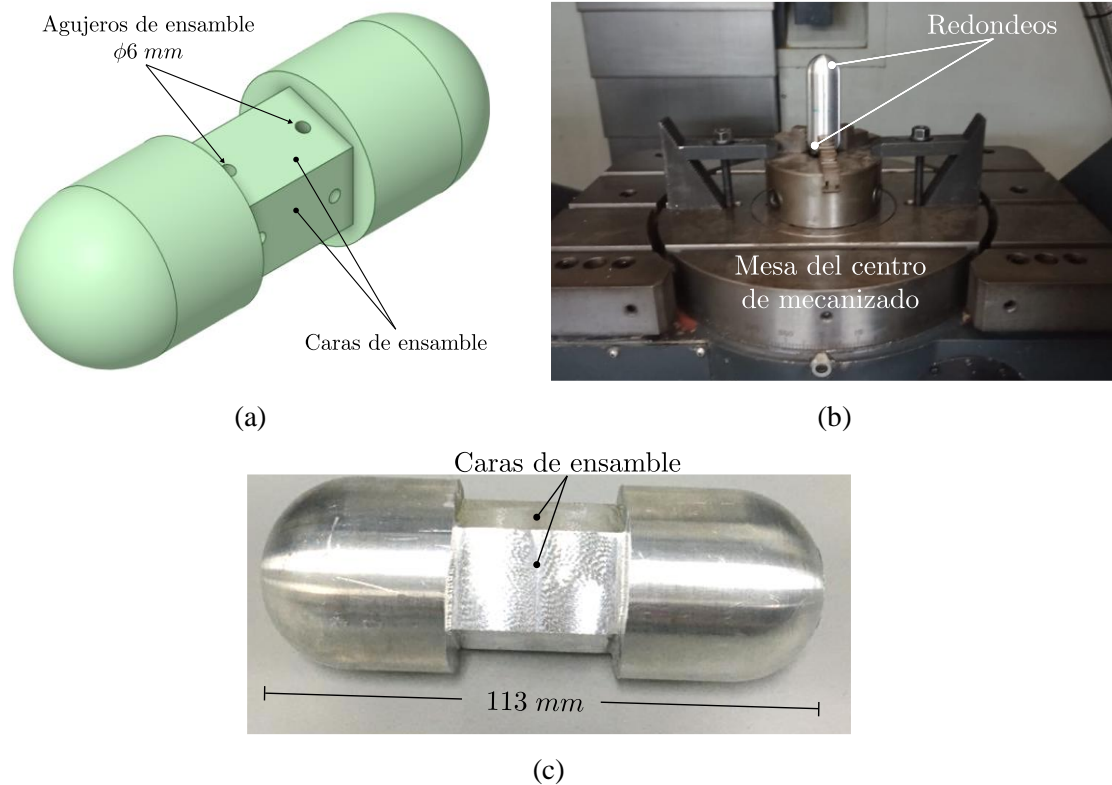 Agujeros de ensamble
ϕ6 mm
Caras de ensamble
(a)
Redondeos
Mesa del centro
de mecanizado
(b)
Caras de ensamble
113 mm
(c)